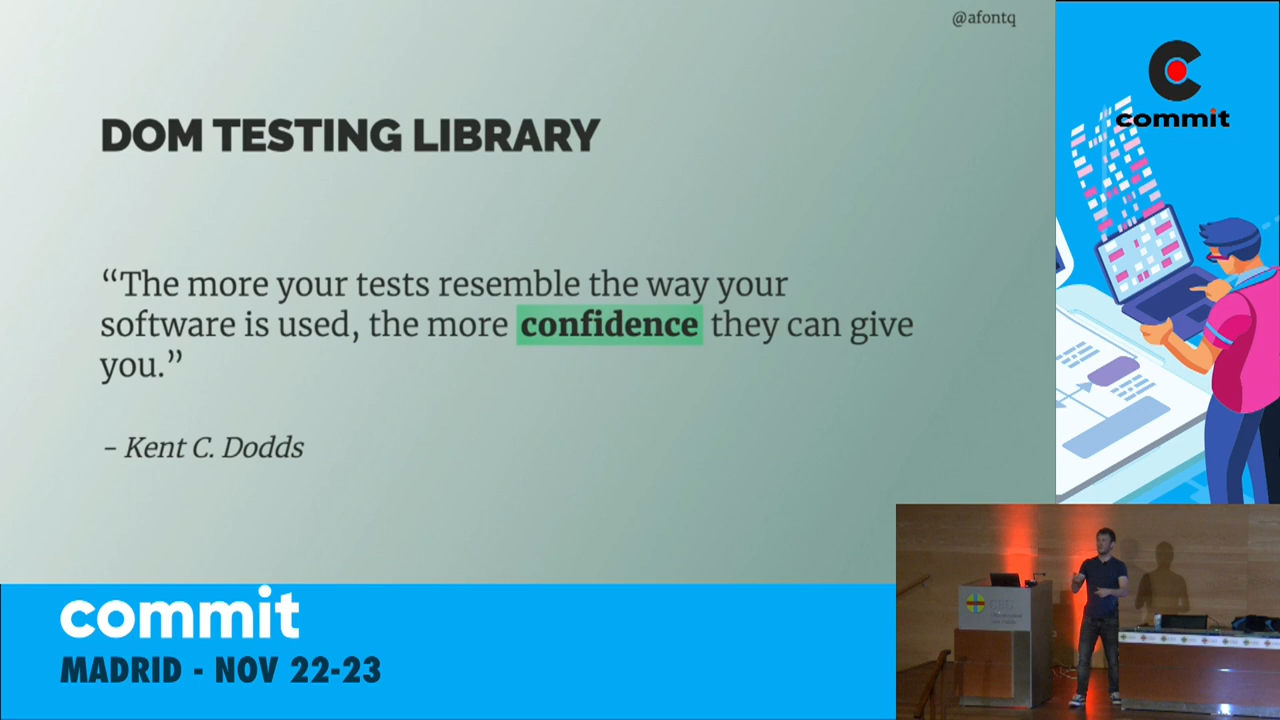 @afontq
commit
DOM TESTING LIBRARY
“The more your tests resemble the way your
software is used, the more confidence they can give
you.”
- Kent C. Dodds
commit
MADRID - NOV 22-23
CEU